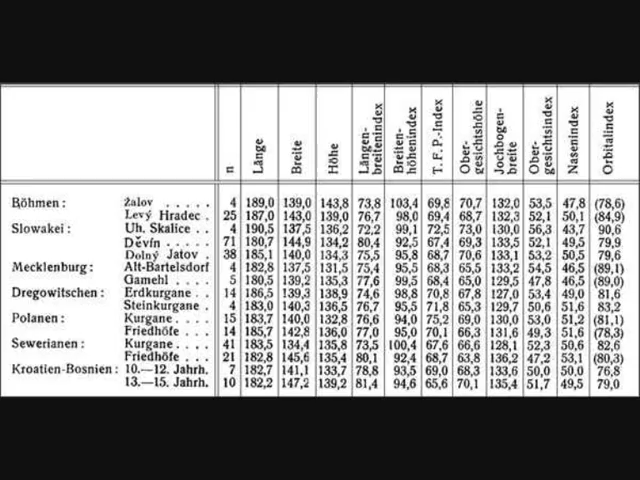 n Länge Breite Höhe Längen-breitenindex Breiten-höhenindex T. F. P.-Index Ober-gesichtshöhe Jochbogen-breite Ober-gesichtsindex Nasenindex Orbitalindex
Böhmen: Žalov . . . . . 4 189,0 139,0 143,8 73,8 103,4 69,8 70,7 132,0 53,5 47,8 (78,6)
Levý Hradec . 25 187,0 143,0 139,0 76,7 98,0 69,4 68,7 132,3 52,1 50,1 (84,9)
Slowakei: Uh. Skalice . . 4 190,5 137,5 136,2 72,2 99,1 72,5 73,0 130,0 56,3 43,7 90,6
Děvín . . . . . 71 180,7 144,9 134,2 80,4 92,5 67,4 69,3 133,5 52,1 49,5 79,9
Dolný Jatov . 38 185,1 140,0 134,3 75,5 95,8 68,7 70,6 133,1 53,2 50,5 79,6
Mecklenburg: Alt-Bartelsdorf 4 182,8 137,5 131,5 75,4 95,5 68,3 65,5 133,2 54,5 46,5 (89,1)
Gamehl . . . . 5 180,5 139,2 135,3 77,6 99,5 68,4 65,0 129,5 47,8 46,5 (89,0)
Dregowitschen: Erdkurgane . . 14 186,5 139,3 138,9 74,6 98,8 70,8 67,8 127,0 53,4 49,0 81,6
Steinkurgane . 4 183,0 140,3 136,5 76,7 95,5 71,8 65,3 129,7 50,6 51,6 83,2
Polanen: Kurgane . . . . 15 183,7 140,0 132,8 76,6 94,0 75,2 69,0 130,0 53,0 51,2 (81,1)
Friedhöfe . . . 14 185,7 142,8 136,0 77,0 95,0 70,1 66,3 131,6 49,3 51,6 (78,3)
Sewerianen: Kurgane . . . . 41 183,5 134,4 135,8 73,5 100,4 67,6 66,6 128,1 52,3 50,6 82,6
Friedhöfe . . . 21 182,8 145,6 135,4 80,1 92,4 68,7 63,8 136,2 47,2 53,1 (80,3)
Kroatien-Bosnien: 10.—12. Jahrh. 7 182,7 141,1 133,7 78,8 93,5 69,0 68,3 133,6 50,0 50,0 76,8
13.—15. Jahrh. 10 182,2 147,2 139,2 81,4 94,6 65,6 70,1 135,4 51,7 49,5 79,0